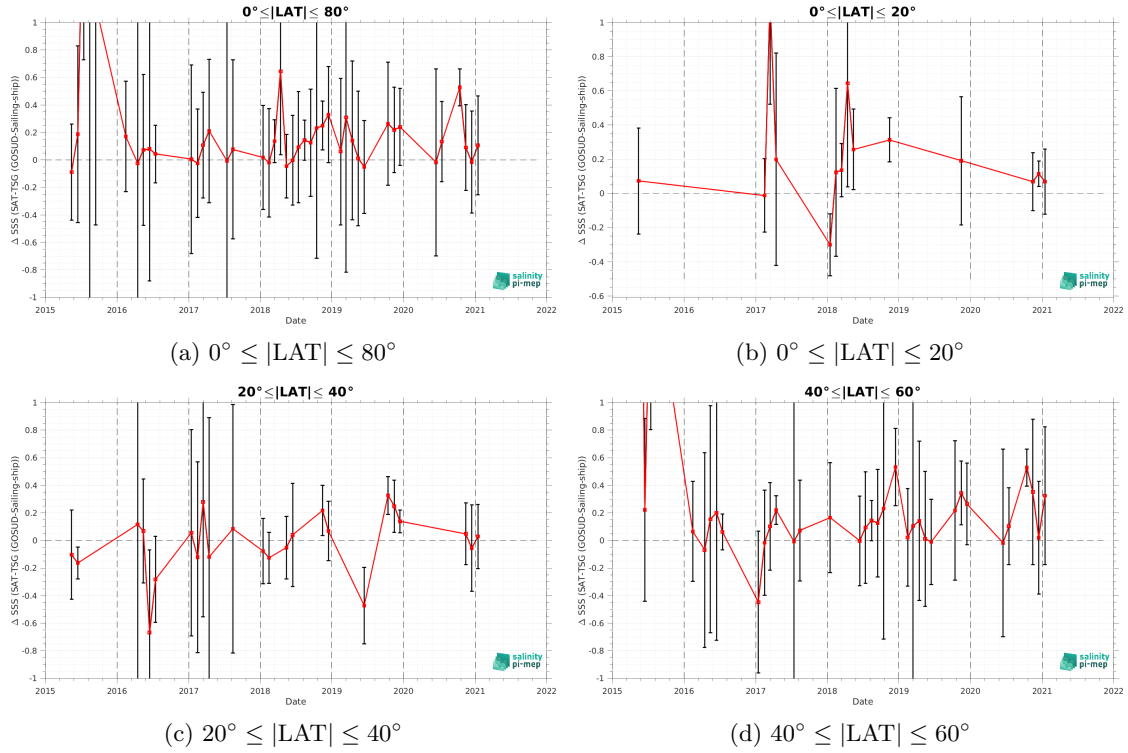 0°≤|LAT|≤ 80°
Δ SSS (SAT-TSG (GOSUD-Sailing-ship))
1
0.8
0.6
0.4
0.2
0
-0.2
-0.4
-0.6
-0.8
-1
2015 2016 2017 2018 2019 2020 2021 2022
Date
salinity
pi-mep
(a) 0° ≤ |LAT| ≤ 80°
0°≤|LAT|≤ 20°
Δ SSS (SAT-TSG (GOSUD-Sailing-ship))
1
0.8
0.6
0.4
0.2
0
-0.2
-0.4
-0.6
2015 2016 2017 2018 2019 2020 2021 2022
Date
salinity
pi-mep
(b) 0° ≤ |LAT| ≤ 20°
20°≤|LAT|≤ 40°
Δ SSS (SAT-TSG (GOSUD-Sailing-ship))
1
0.8
0.6
0.4
0.2
0
-0.2
-0.4
-0.6
-0.8
-1
2015 2016 2017 2018 2019 2020 2021 2022
Date
salinity
pi-mep
(c) 20° ≤ |LAT| ≤ 40°
40°≤|LAT|≤ 60°
Δ SSS (SAT-TSG (GOSUD-Sailing-ship))
1
0.8
0.6
0.4
0.2
0
-0.2
-0.4
-0.6
-0.8
-1
2015 2016 2017 2018 2019 2020 2021 2022
Date
salinity
pi-mep
(d) 40° ≤ |LAT| ≤ 60°